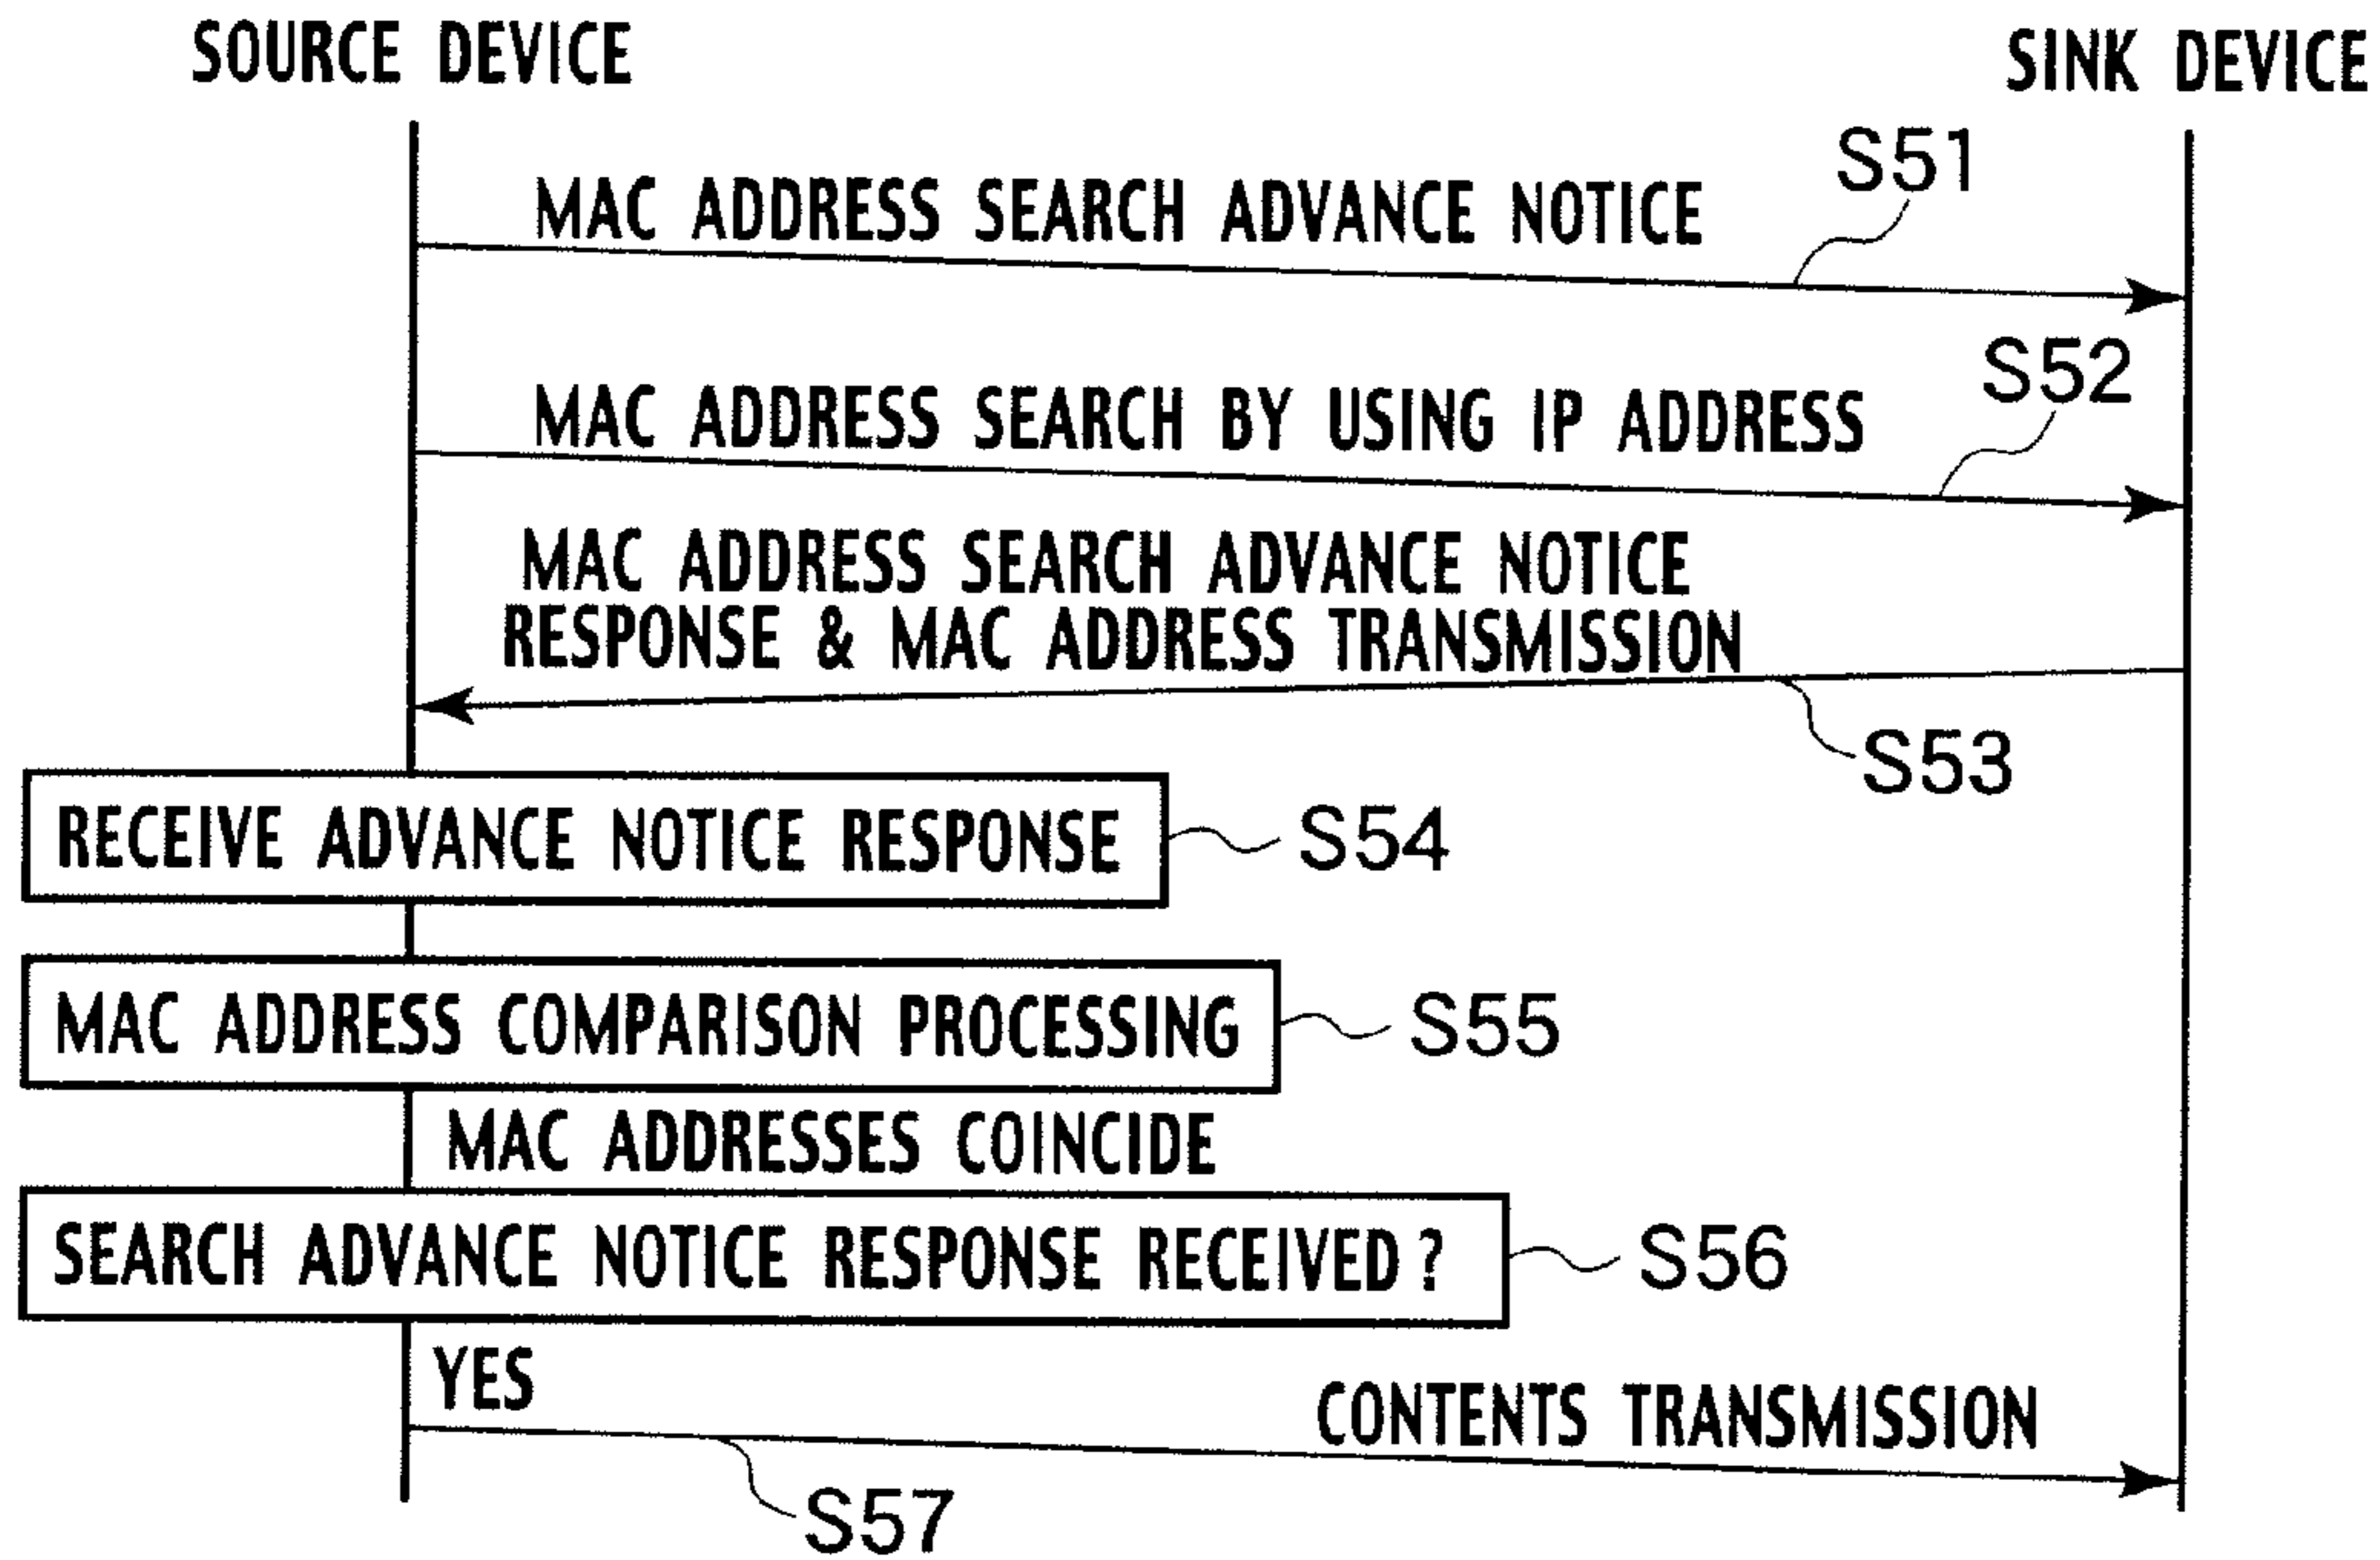 SOURCE DEVICE
SINK DEVICE
S51
MAC ADDRESS SEARCH ADVANCE NOTICE
S52
MAC ADDRESS SEARCH BY USING IP ADDRESS
MAC ADDRESS SEARCH ADVANCE NOTICE
RESPONSE & MAC ADDRESS TRANSMISSION
S53
RECEIVE ADVANCE NOTICE RESPONSE
S54
MAC ADDRESS COMPARISON PROCESSING
S55
MAC ADDRESSES COINCIDE
SEARCH ADVANCE NOTICE RESPONSE RECEIVED?
S56
YES
CONTENTS TRANSMISSION
S57